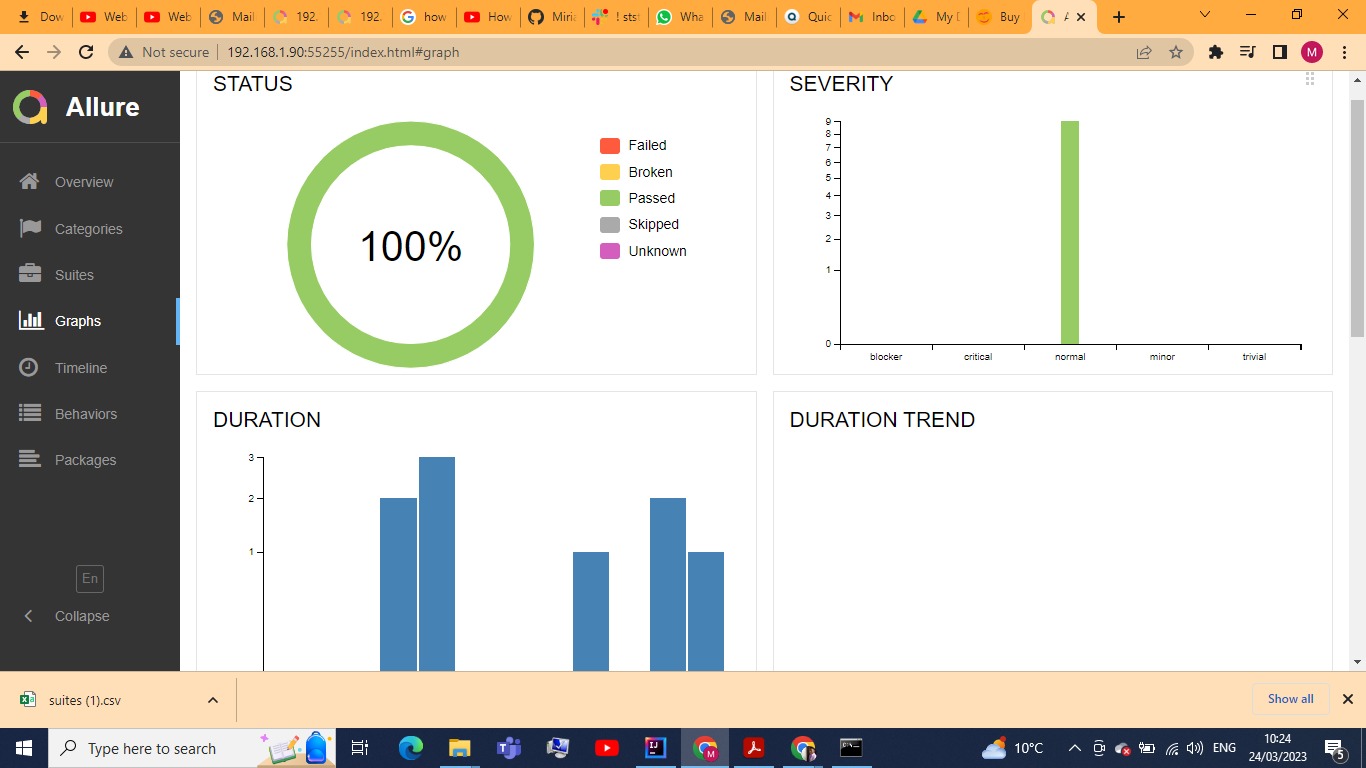 Dow
Web
Web
Mail
192.
192.
how
How
Miria
! stst
Wha
Mail
Quic
Inbo
My D
Buy
Not secure
192.168.1.90:55255/index.html#graph
M
Allure
Overview
Categories
Suites
Graphs
Timeline
Behaviors
Packages
En
Collapse
STATUS
100%
Failed
Broken
Passed
Skipped
Unknown
SEVERITY
9
8
7
6
5
4
3
2
1
0
blocker critical normal minor trivial
DURATION
3
2
1
DURATION TREND
suites (1).csv
Show all
Type here to search
10°C
ENG
10:24
24/03/2023
5